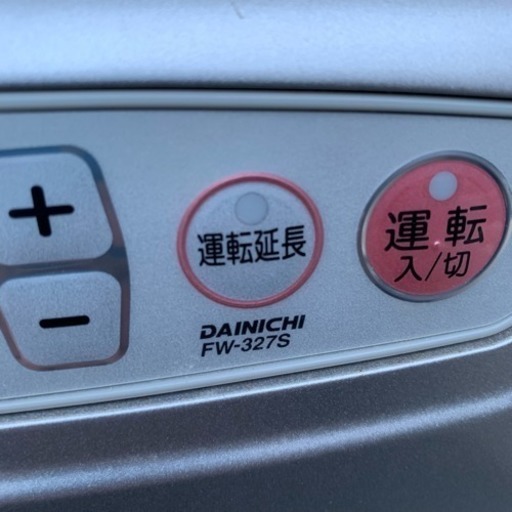 +
−
運転延長
運転
入/切
DAINICHI
FW-327S